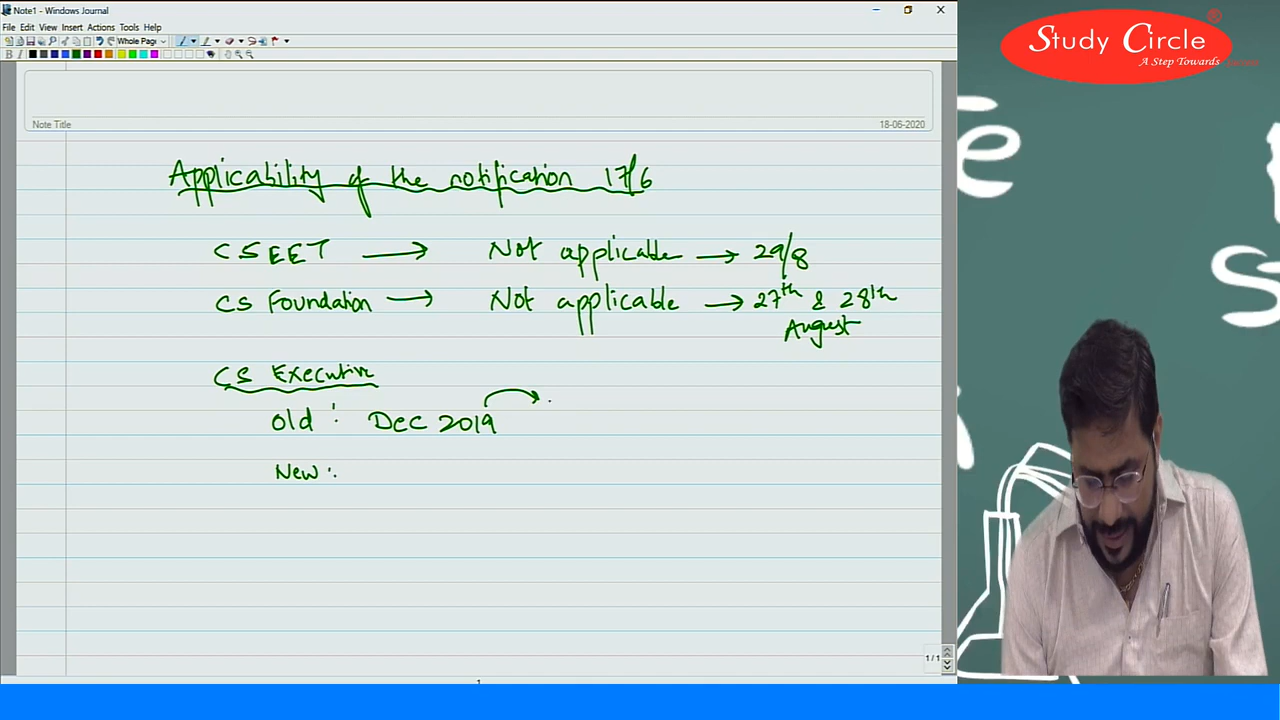 Note1 - Windows Journal
File Edit View Insert Actions Tools Help
Whole Page
B I
Note Title
18-06-2020
Applicability of the notification 17/6
CSEET → Not applicable → 29/8
CS Foundation → Not applicable → 27th & 28th
August
CS Executive
Old : Dec 2019
New :
1/1
Study Circle
®
A Step Towards